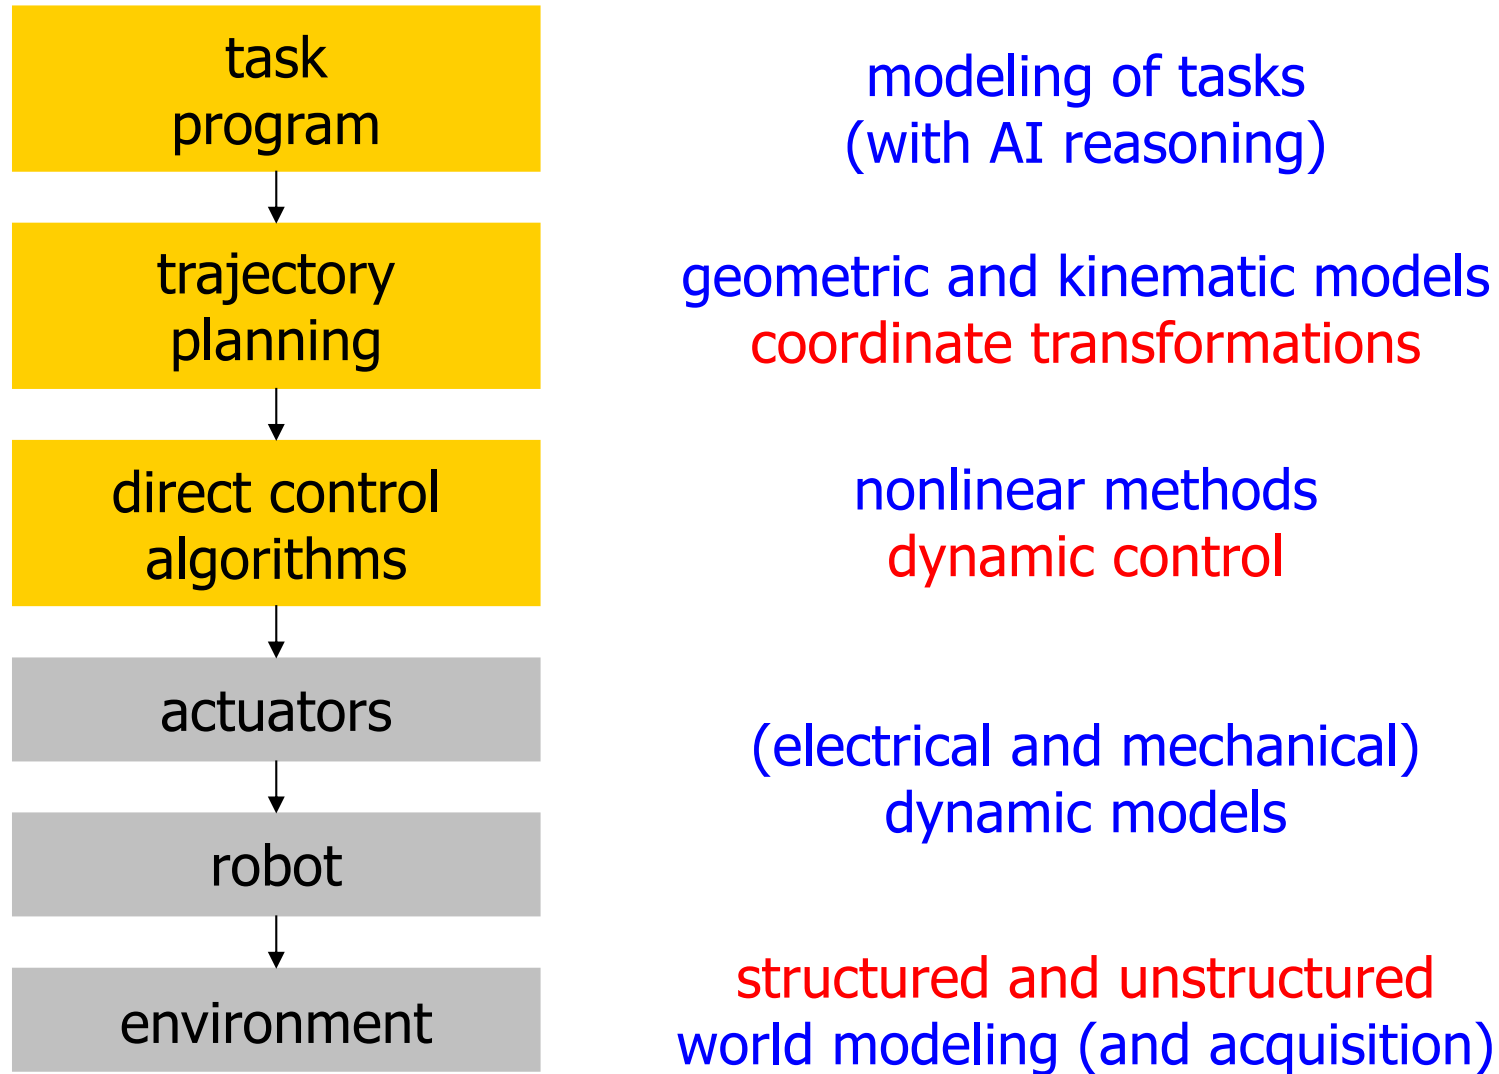 task
program
modeling of tasks
(with AI reasoning)
trajectory
planning
geometric and kinematic models
coordinate transformations
direct control
algorithms
nonlinear methods
dynamic control
actuators
(electrical and mechanical)
dynamic models
robot
environment
structured and unstructured
world modeling (and acquisition)